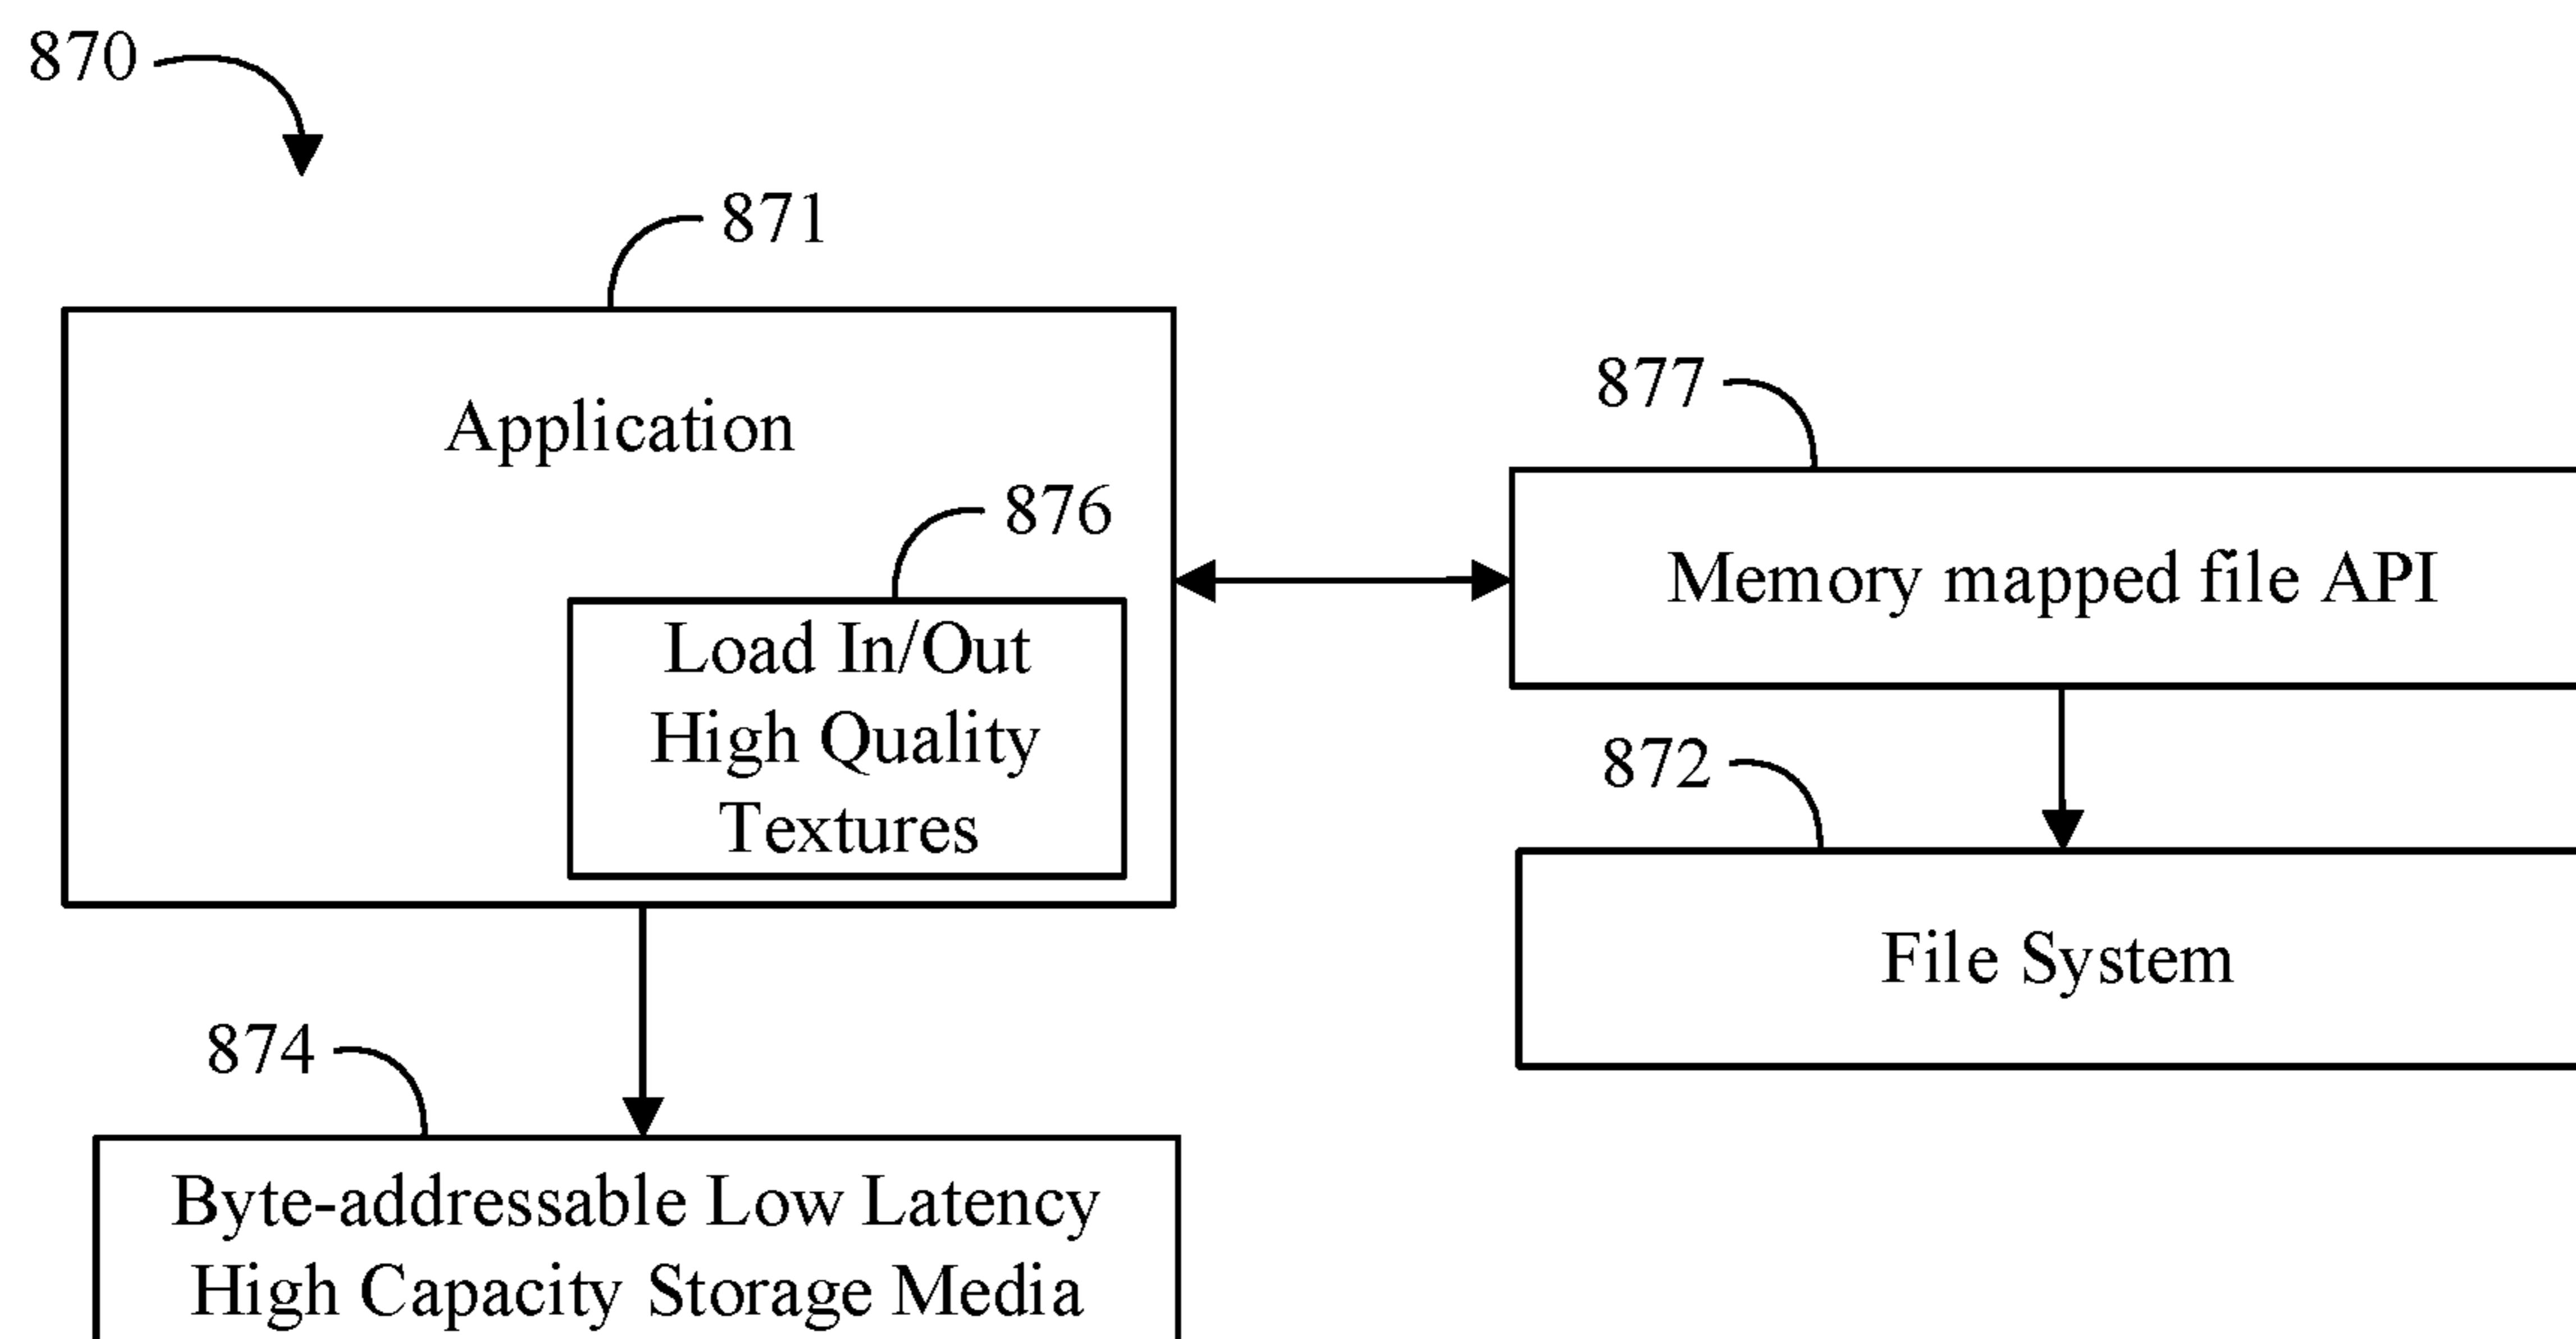 870
871
Application
876
Load In/Out
High Quality
Textures
877
Memory mapped file API
872
File System
874
Byte-addressable Low Latency
High Capacity Storage Media